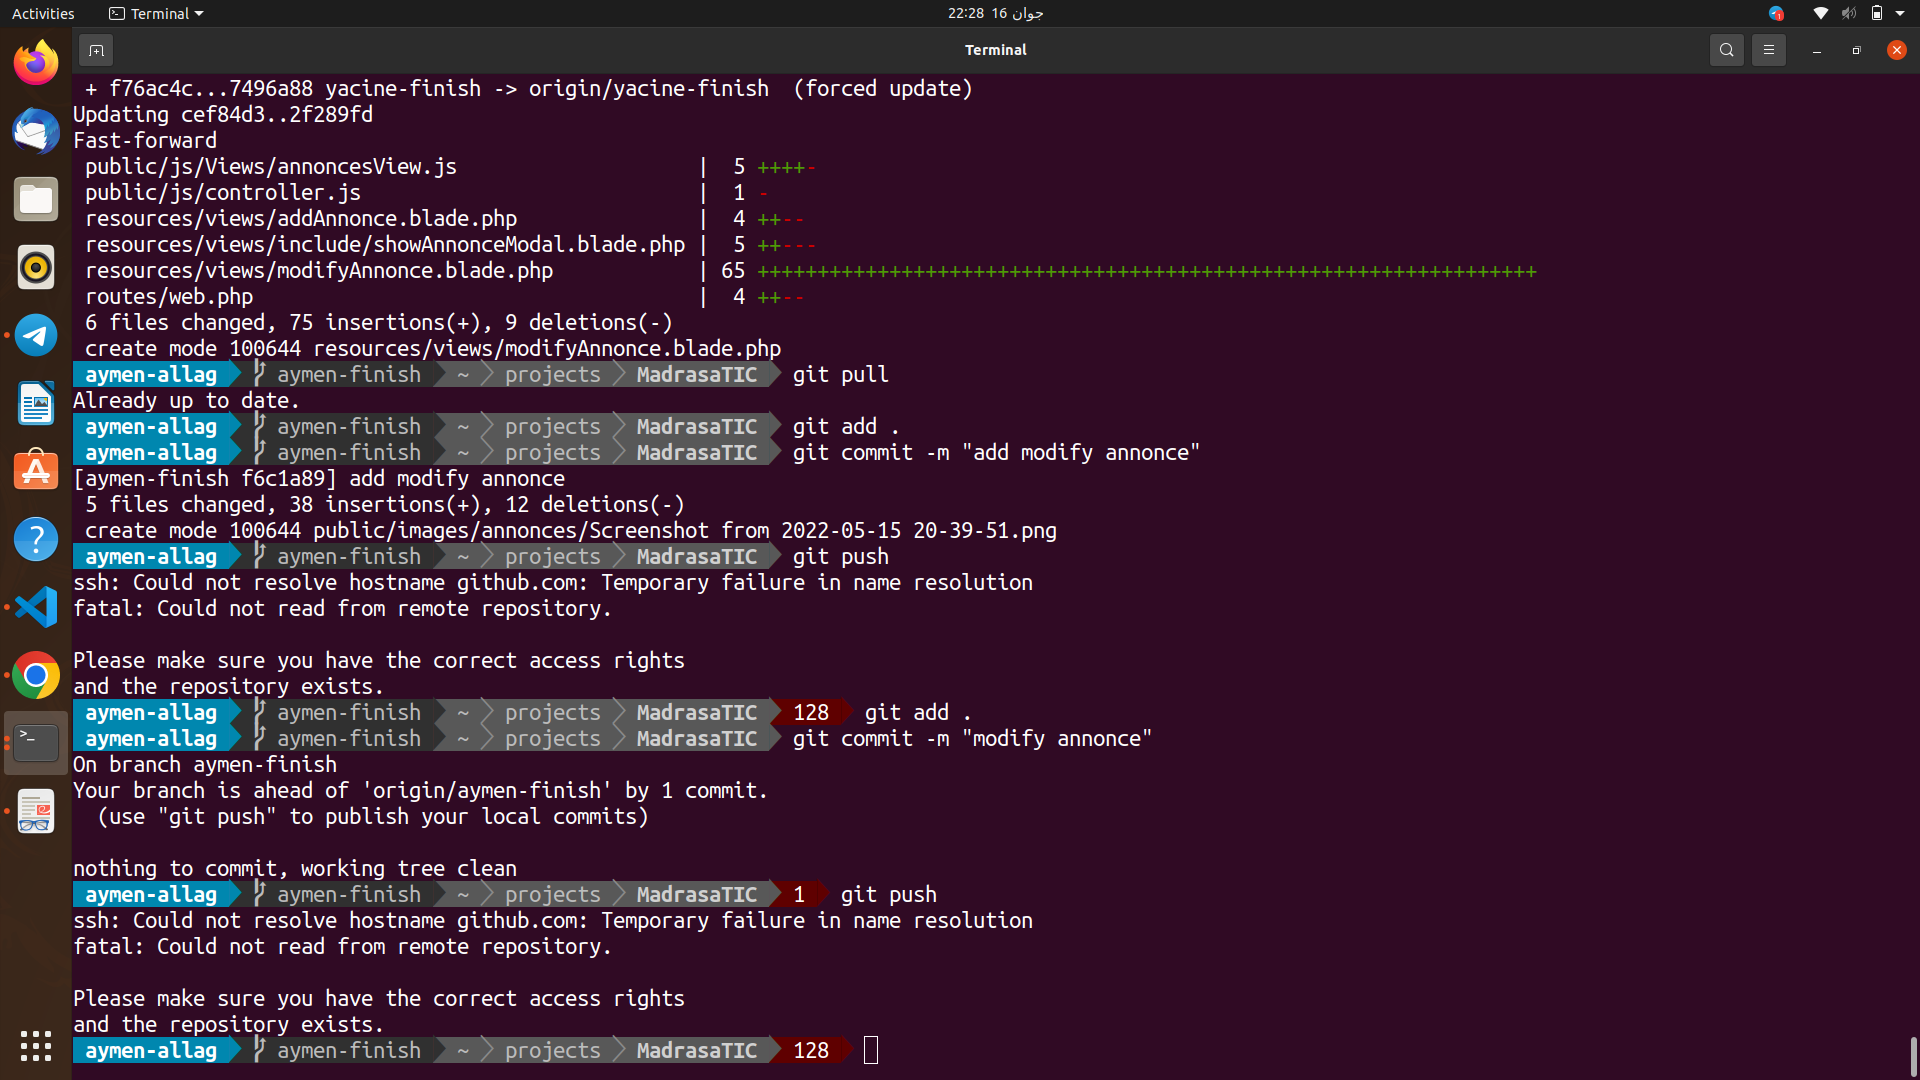 Activities
Terminal
22:28 16 جوان
1
Terminal
+ f76ac4c...7496a88 yacine-finish -> origin/yacine-finish  (forced update)
Updating cef84d3..2f289fd
Fast-forward
public/js/Views/annoncesView.js | 5 ++++-
public/js/controller.js | 1 -
resources/views/addAnnonce.blade.php | 4 ++--
resources/views/include/showAnnonceModal.blade.php | 5 ++---
resources/views/modifyAnnonce.blade.php | 65 +++++++++++++++++++++++++++++++++++++++++++++++++++++++++++++++++
routes/web.php | 4 ++--
6 files changed, 75 insertions(+), 9 deletions(-)
create mode 100644 resources/views/modifyAnnonce.blade.php
aymen-allag aymen-finish ~ projects MadrasaTIC git pull
Already up to date.
aymen-allag aymen-finish ~ projects MadrasaTIC git add .
aymen-allag aymen-finish ~ projects MadrasaTIC git commit -m "add modify annonce"
[aymen-finish f6c1a89] add modify annonce
5 files changed, 38 insertions(+), 12 deletions(-)
create mode 100644 public/images/annonces/Screenshot from 2022-05-15 20-39-51.png
aymen-allag aymen-finish ~ projects MadrasaTIC git push
ssh: Could not resolve hostname github.com: Temporary failure in name resolution
fatal: Could not read from remote repository.
Please make sure you have the correct access rights
and the repository exists.
aymen-allag aymen-finish ~ projects MadrasaTIC 128 git add .
aymen-allag aymen-finish ~ projects MadrasaTIC git commit -m "modify annonce"
On branch aymen-finish
Your branch is ahead of 'origin/aymen-finish' by 1 commit.
(use "git push" to publish your local commits)
nothing to commit, working tree clean
aymen-allag aymen-finish ~ projects MadrasaTIC 1 git push
ssh: Could not resolve hostname github.com: Temporary failure in name resolution
fatal: Could not read from remote repository.
Please make sure you have the correct access rights
and the repository exists.
aymen-allag aymen-finish ~ projects MadrasaTIC 128